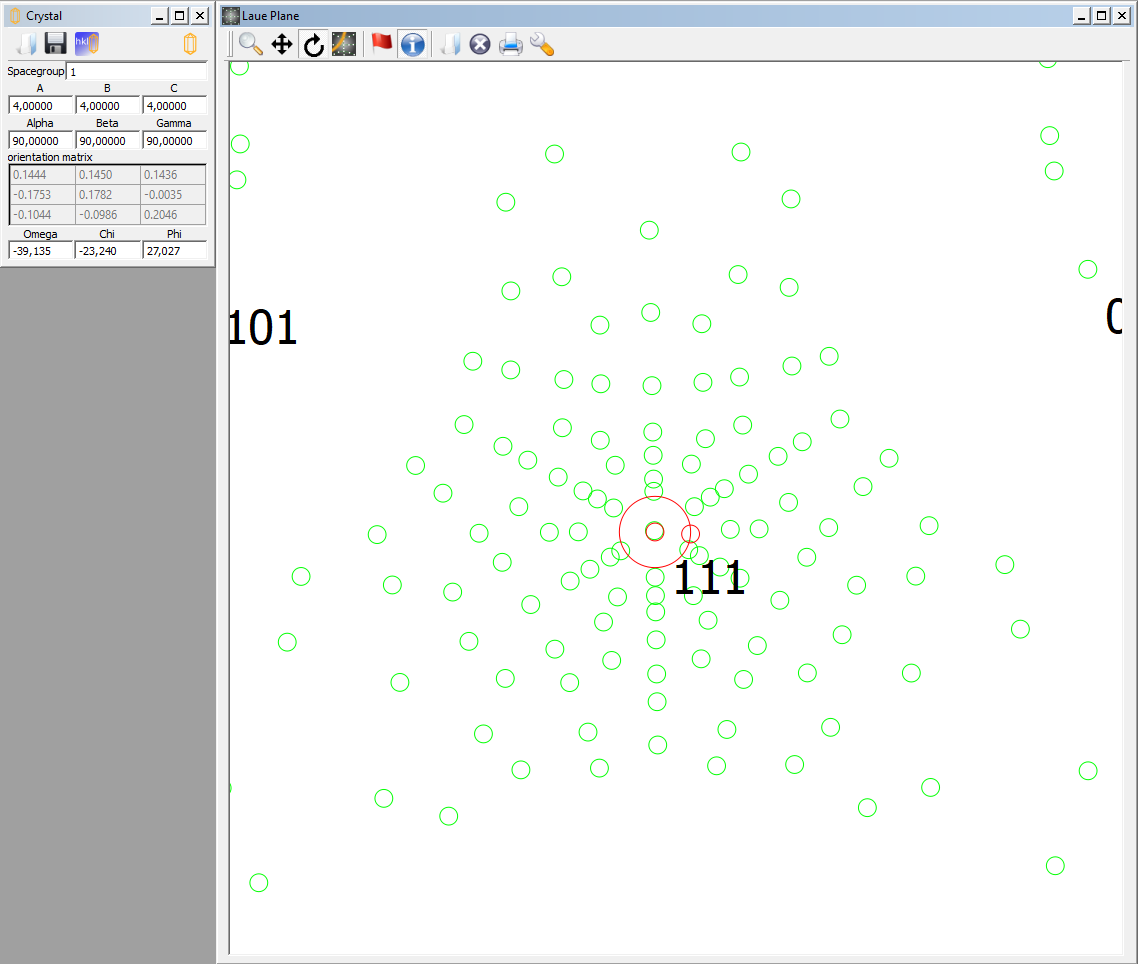 Crystal
hkl
Spacegroup 1
A B C
4,00000 4,00000 4,00000
Alpha Beta Gamma
90,00000 90,00000 90,00000
orientation matrix
0.1444 0.1450 0.1436
-0.1753 0.1782 -0.0035
-0.1044 -0.0986 0.2046
Omega Chi Phi
-39,135 -23,240 27,027
Laue Plane
101
111